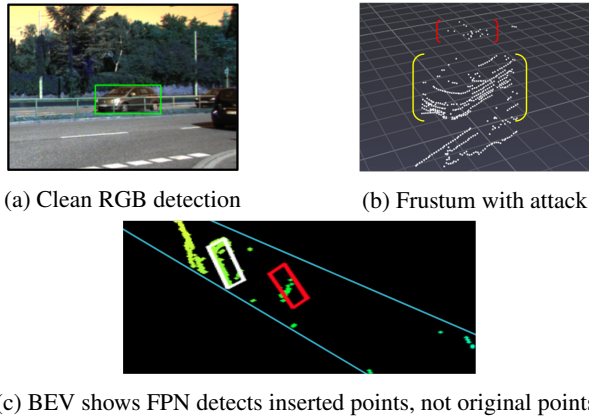 (a) Clean RGB detection
(b) Frustum with attack
(c) BEV shows FPN detects inserted points, not original points